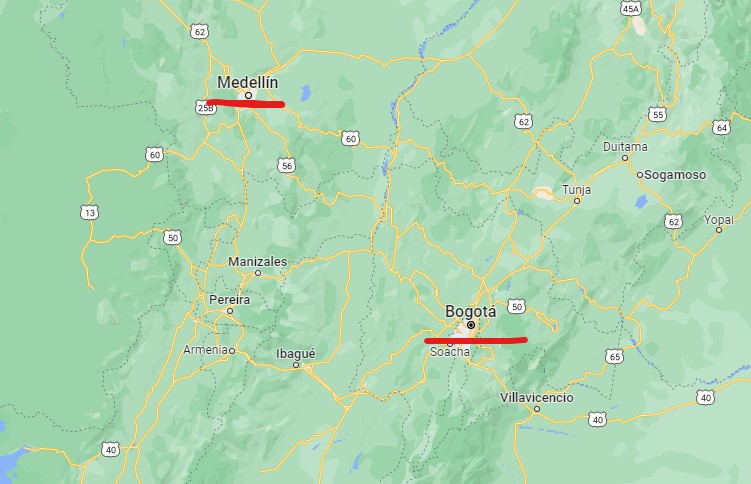 45A
62
Medellín
25B
62
55
64
60
60
56
Duitama
Sogamoso
Tunja
13
62
Yopal
50
Manizales
Pereira
50
Bogotá
Armenia
Ibagué
Soacha
65
Villavicencio
40
40
40